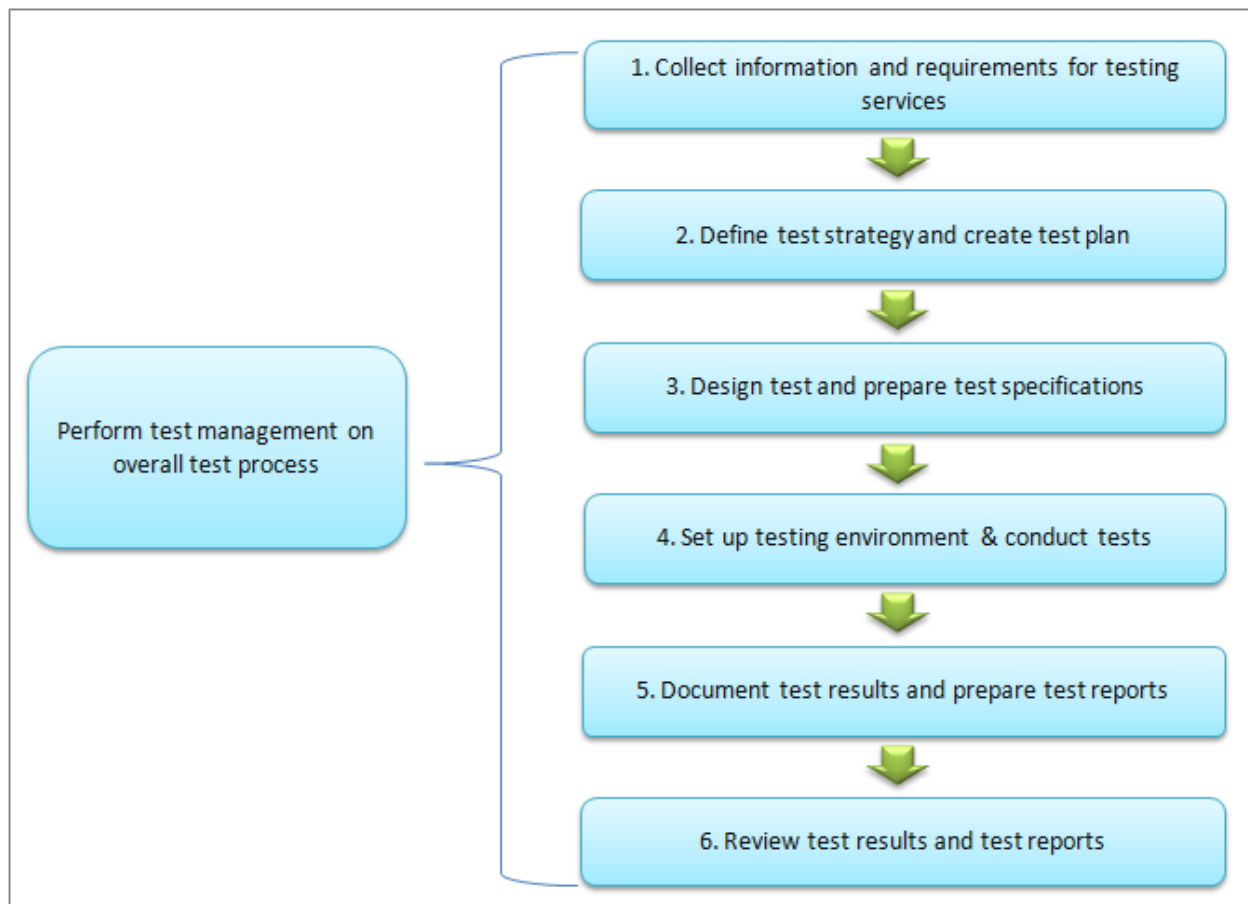 1. Collect information and requirements for testing
services
2. Define test strategy and create test plan
3. Design test and prepare test specifications
Perform test management on
overall test process
4. Set up testing environment & conduct tests
5. Document test results and prepare test reports
6. Review test results and test reports